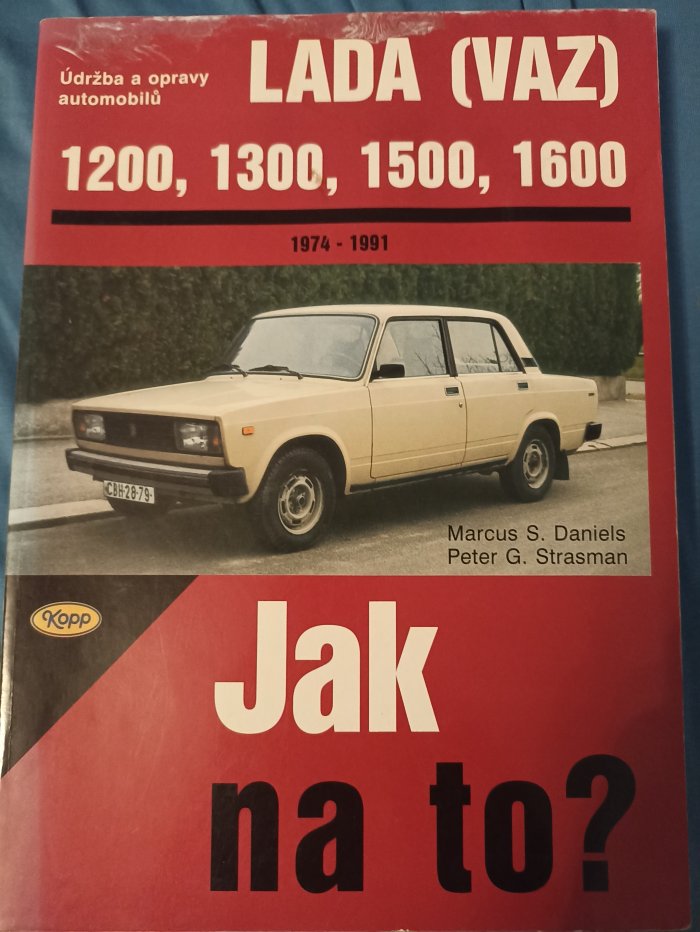 Údržba a opravy
automobilů
LADA (VAZ)
1200, 1300, 1500, 1600
1974 - 1991
CBH·28-79·
Marcus S. Daniels
Peter G. Strasman
Kopp
Jak
na to?